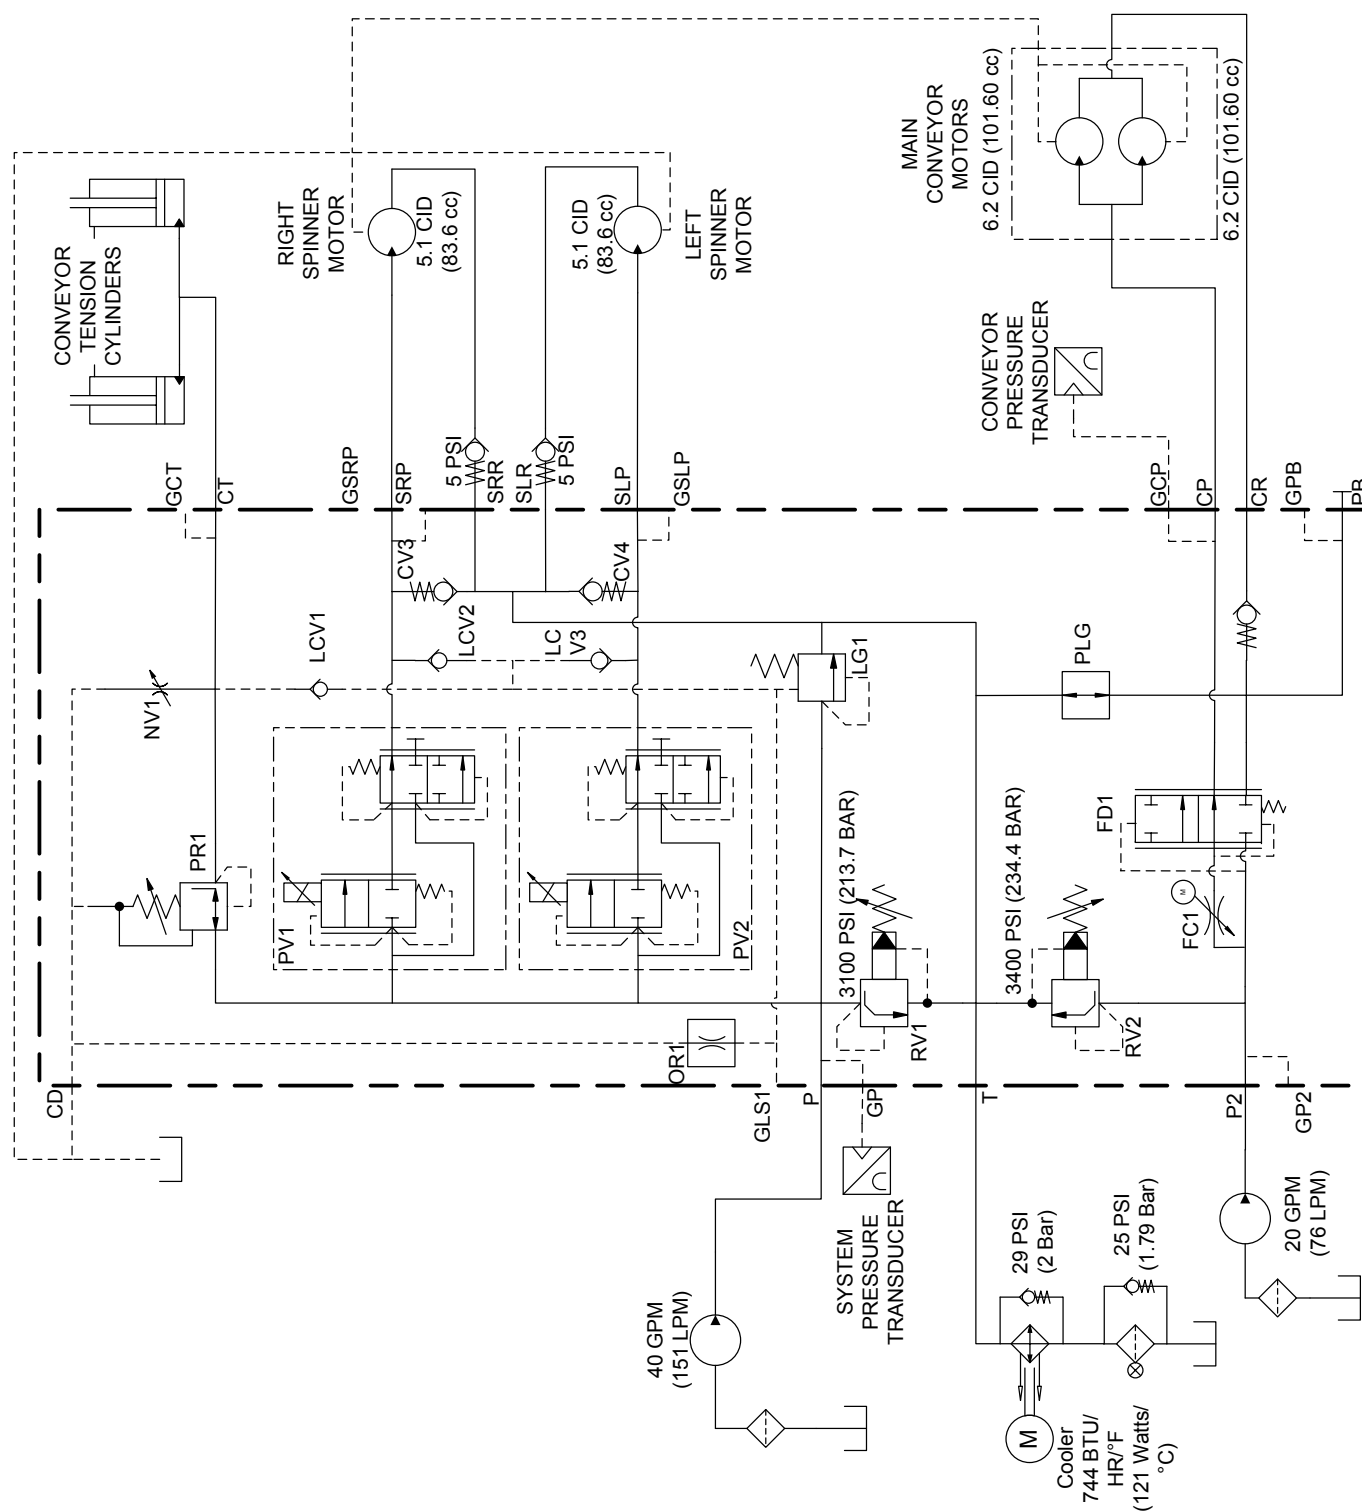 CONVEYOR
TENSION
CYLINDERS
RIGHT
SPINNER
MOTOR
5.1 CID
(83.6 cc)
5.1 CID
(83.6 cc)
LEFT
SPINNER
MOTOR
MAIN
CONVEYOR
MOTORS
6.2 CID (101.60 cc)
6.2 CID (101.60 cc)
CONVEYOR
PRESSURE
TRANSDUCER
GCT
CT
GSRP
SRP
5 PSI
SRR
SLR
5 PSI
SLP
GSLP
GCP
CP
CR
GPB
PB
CV3
CV4
LCV1
LCV2
LC
V3
NV1
LG1
PLG
PR1
PV1
PV2
3100 PSI (213.7 BAR)
3400 PSI (234.4 BAR)
FD1
M
FC1
OR1
RV1
RV2
CD
GLS1
P
GP
T
P2
GP2
SYSTEM
PRESSURE
TRANSDUCER
40 GPM
(151 LPM)
29 PSI
(2 Bar)
25 PSI
(1.79 Bar)
20 GPM
(76 LPM)
M
Cooler
744 BTU/
HR/°F
(121 Watts/
°C)